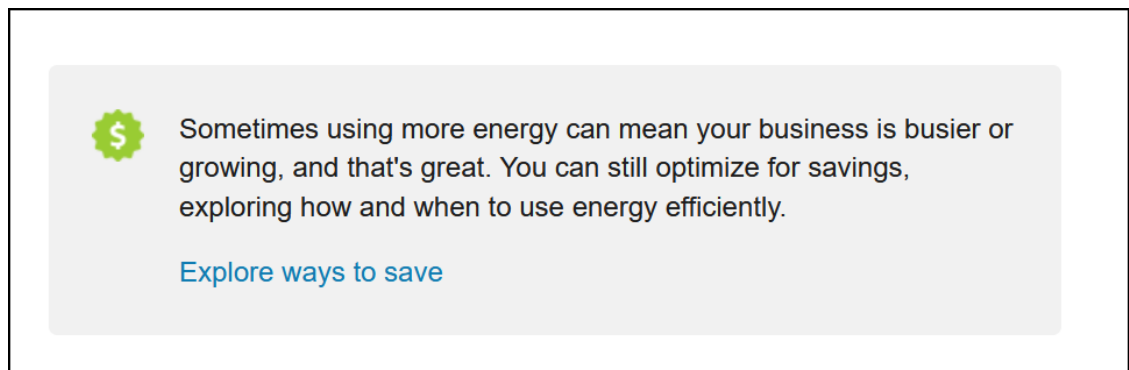 $
Sometimes using more energy can mean your business is busier or
growing, and that's great. You can still optimize for savings,
exploring how and when to use energy efficiently.
Explore ways to save